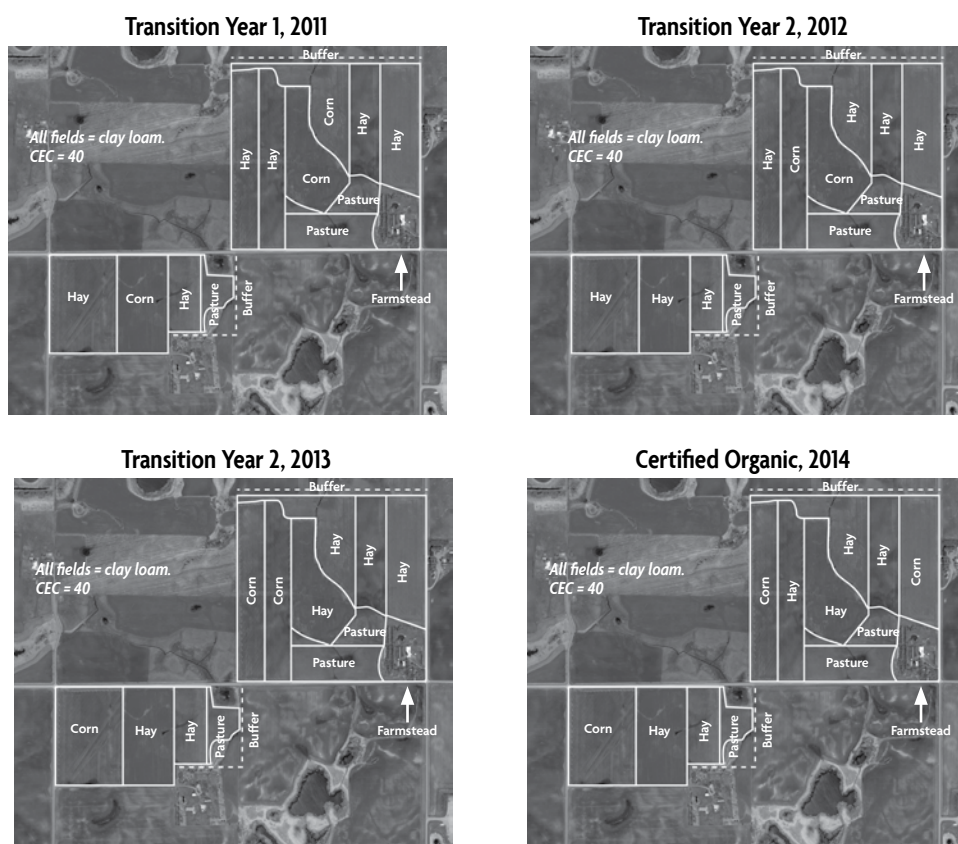 Transition Year 1, 2011
Buffer
All fields = clay loam.
CEC = 40
Hay
Hay
Corn
Hay
Hay
Corn
Pasture
Pasture
Hay
Corn
Hay
Pasture
Buffer
Farmstead
Transition Year 2, 2012
Buffer
All fields = clay loam.
CEC = 40
Hay
Corn
Hay
Hay
Hay
Corn
Pasture
Pasture
Hay
Hay
Hay
Pasture
Buffer
Farmstead
Transition Year 2, 2013
Buffer
All fields = clay loam.
CEC = 40
Corn
Corn
Hay
Hay
Hay
Hay
Pasture
Pasture
Corn
Hay
Hay
Pasture
Buffer
Farmstead
Certified Organic, 2014
Buffer
All fields = clay loam.
CEC = 40
Corn
Hay
Hay
Hay
Corn
Hay
Pasture
Pasture
Corn
Hay
Hay
Pasture
Buffer
Farmstead